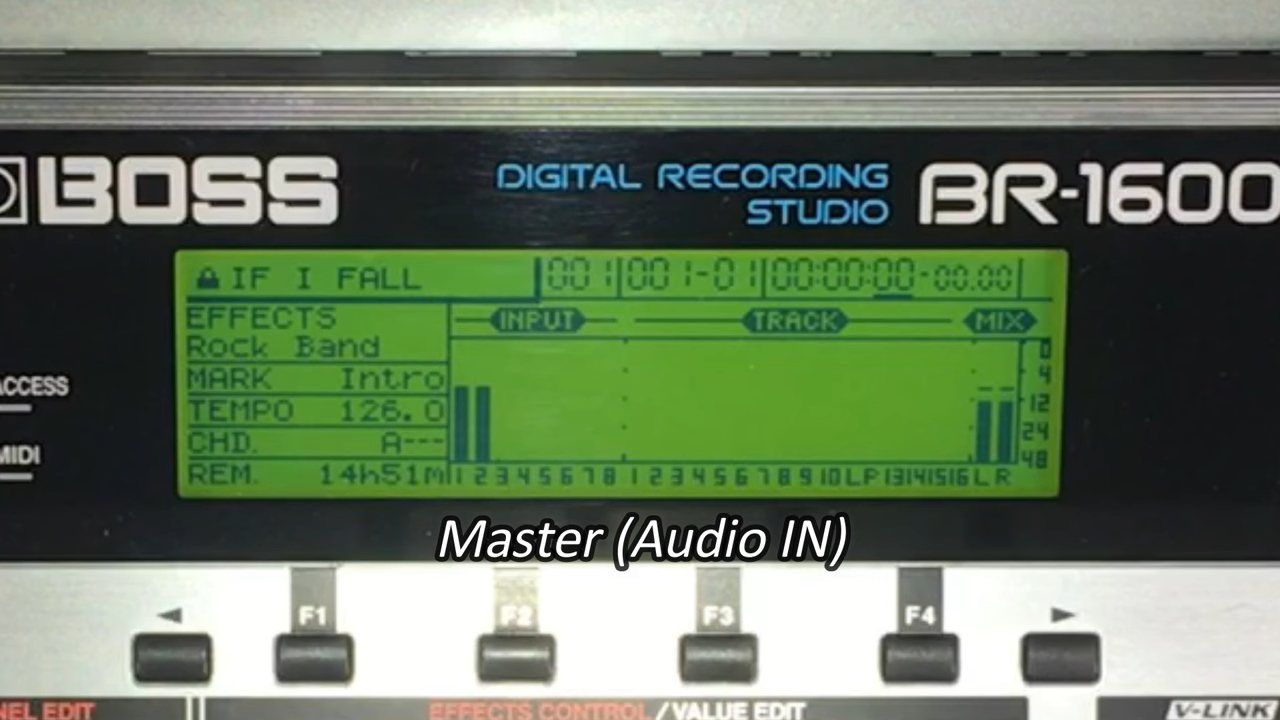 BOSS
DIGITAL RECORDING
STUDIO
BR-1600
IF I FALL 001 001-01 00:00:00-00.00
EFFECTS
INPUT TRACK MIX
Rock Band
MARK Intro
TEMPO 126.0
CHD. A---
REM. 14h51m
0
4
12
24
48
1 2 3 4 5 6 7 8 1 2 3 4 5 6 7 8 9 10 L P 13 14 15 16 L R
ACCESS
MIDI
Master (Audio IN)
F1 F2 F3 F4
NEL EDIT
EFFECTS CONTROL/VALUE EDIT
V-LINK